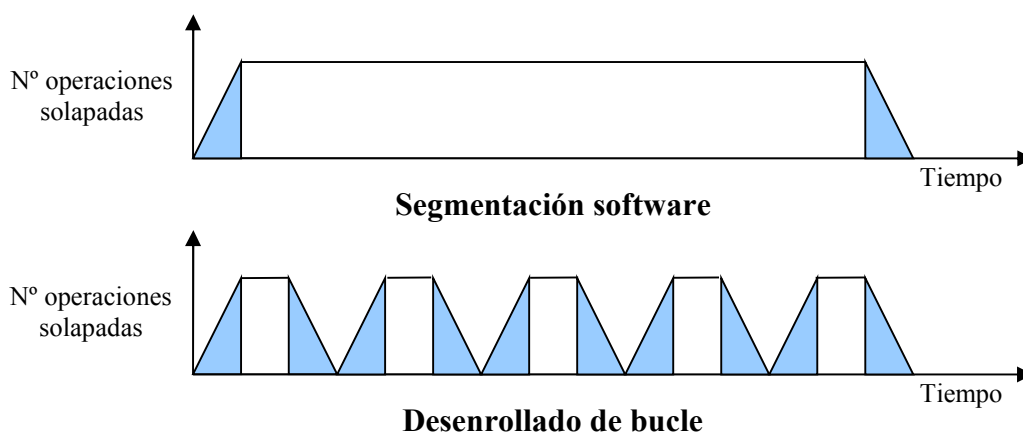 Nº operaciones
solapadas
Tiempo
Segmentación software
Nº operaciones
solapadas
Tiempo
Desenrollado de bucle